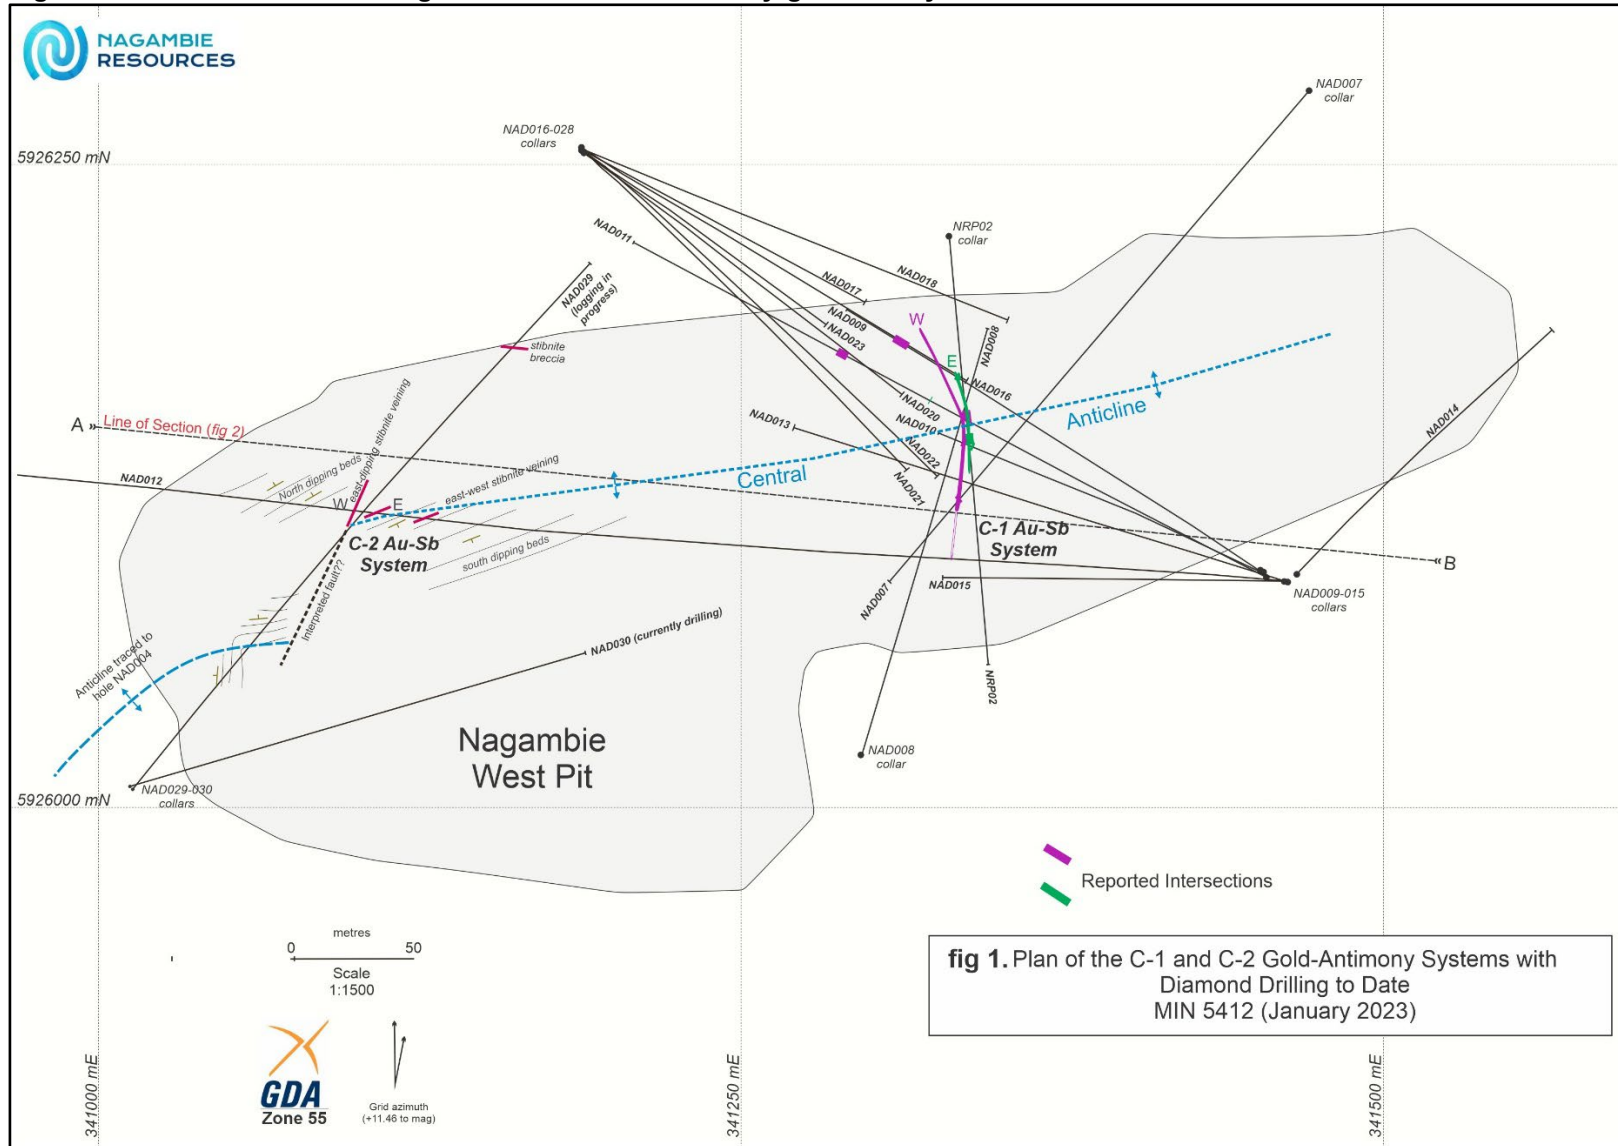 NAGAMBIE
RESOURCES
NAD007
collar
NAD016-028
collars
5926250 mN
NAD011
NRP02
collar
NAD029
(logging in
progress)
NAD017
NAD018
NAD009
NAD023
W
NAD008
stibnite
breccia
E
NAD016
NAD020
Anticline
NAD014
A
Line of Section (fig 2)
NAD013
NAD010
NAD022
NAD021
Central
North dipping beds
east-dipping stibnite veining
east-west stibnite veining
NAD012
W
E
C-2 Au-Sb
System
south dipping beds
C-1 Au-Sb
System
B
NAD007
NAD015
NAD009-015
collars
Interpreted fault??
NAD030 (currently drilling)
Anticline traced to
hole NAD004
NRP02
Nagambie
West Pit
NAD008
collar
NAD029-030
collars
5926000 mN
Reported Intersections
metres
0 50
Scale
1:1500
fig 1. Plan of the C-1 and C-2 Gold-Antimony Systems with
Diamond Drilling to Date
MIN 5412 (January 2023)
GDA
Zone 55
Grid azimuth
(+11.46 to mag)
341000 mE
341250 mE
341500 mE